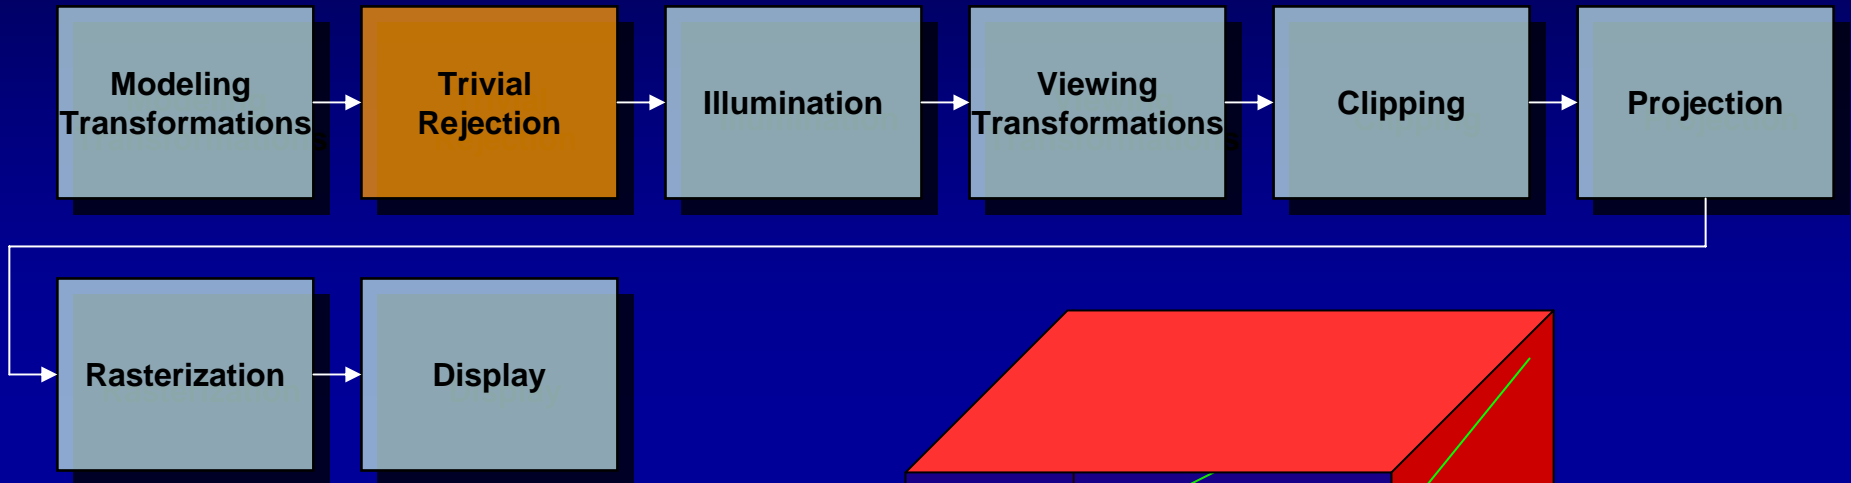 Modeling
Transformations
Trivial
Rejection
Illumination
Viewing
Transformations
Clipping
Projection
Rasterization
Display